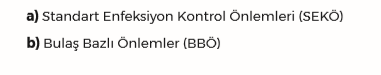 a) Standart Enfeksiyon Kontrol Önlemleri (SEKÖ)
b) Bulaş Bazlı Önlemler (BBÖ)